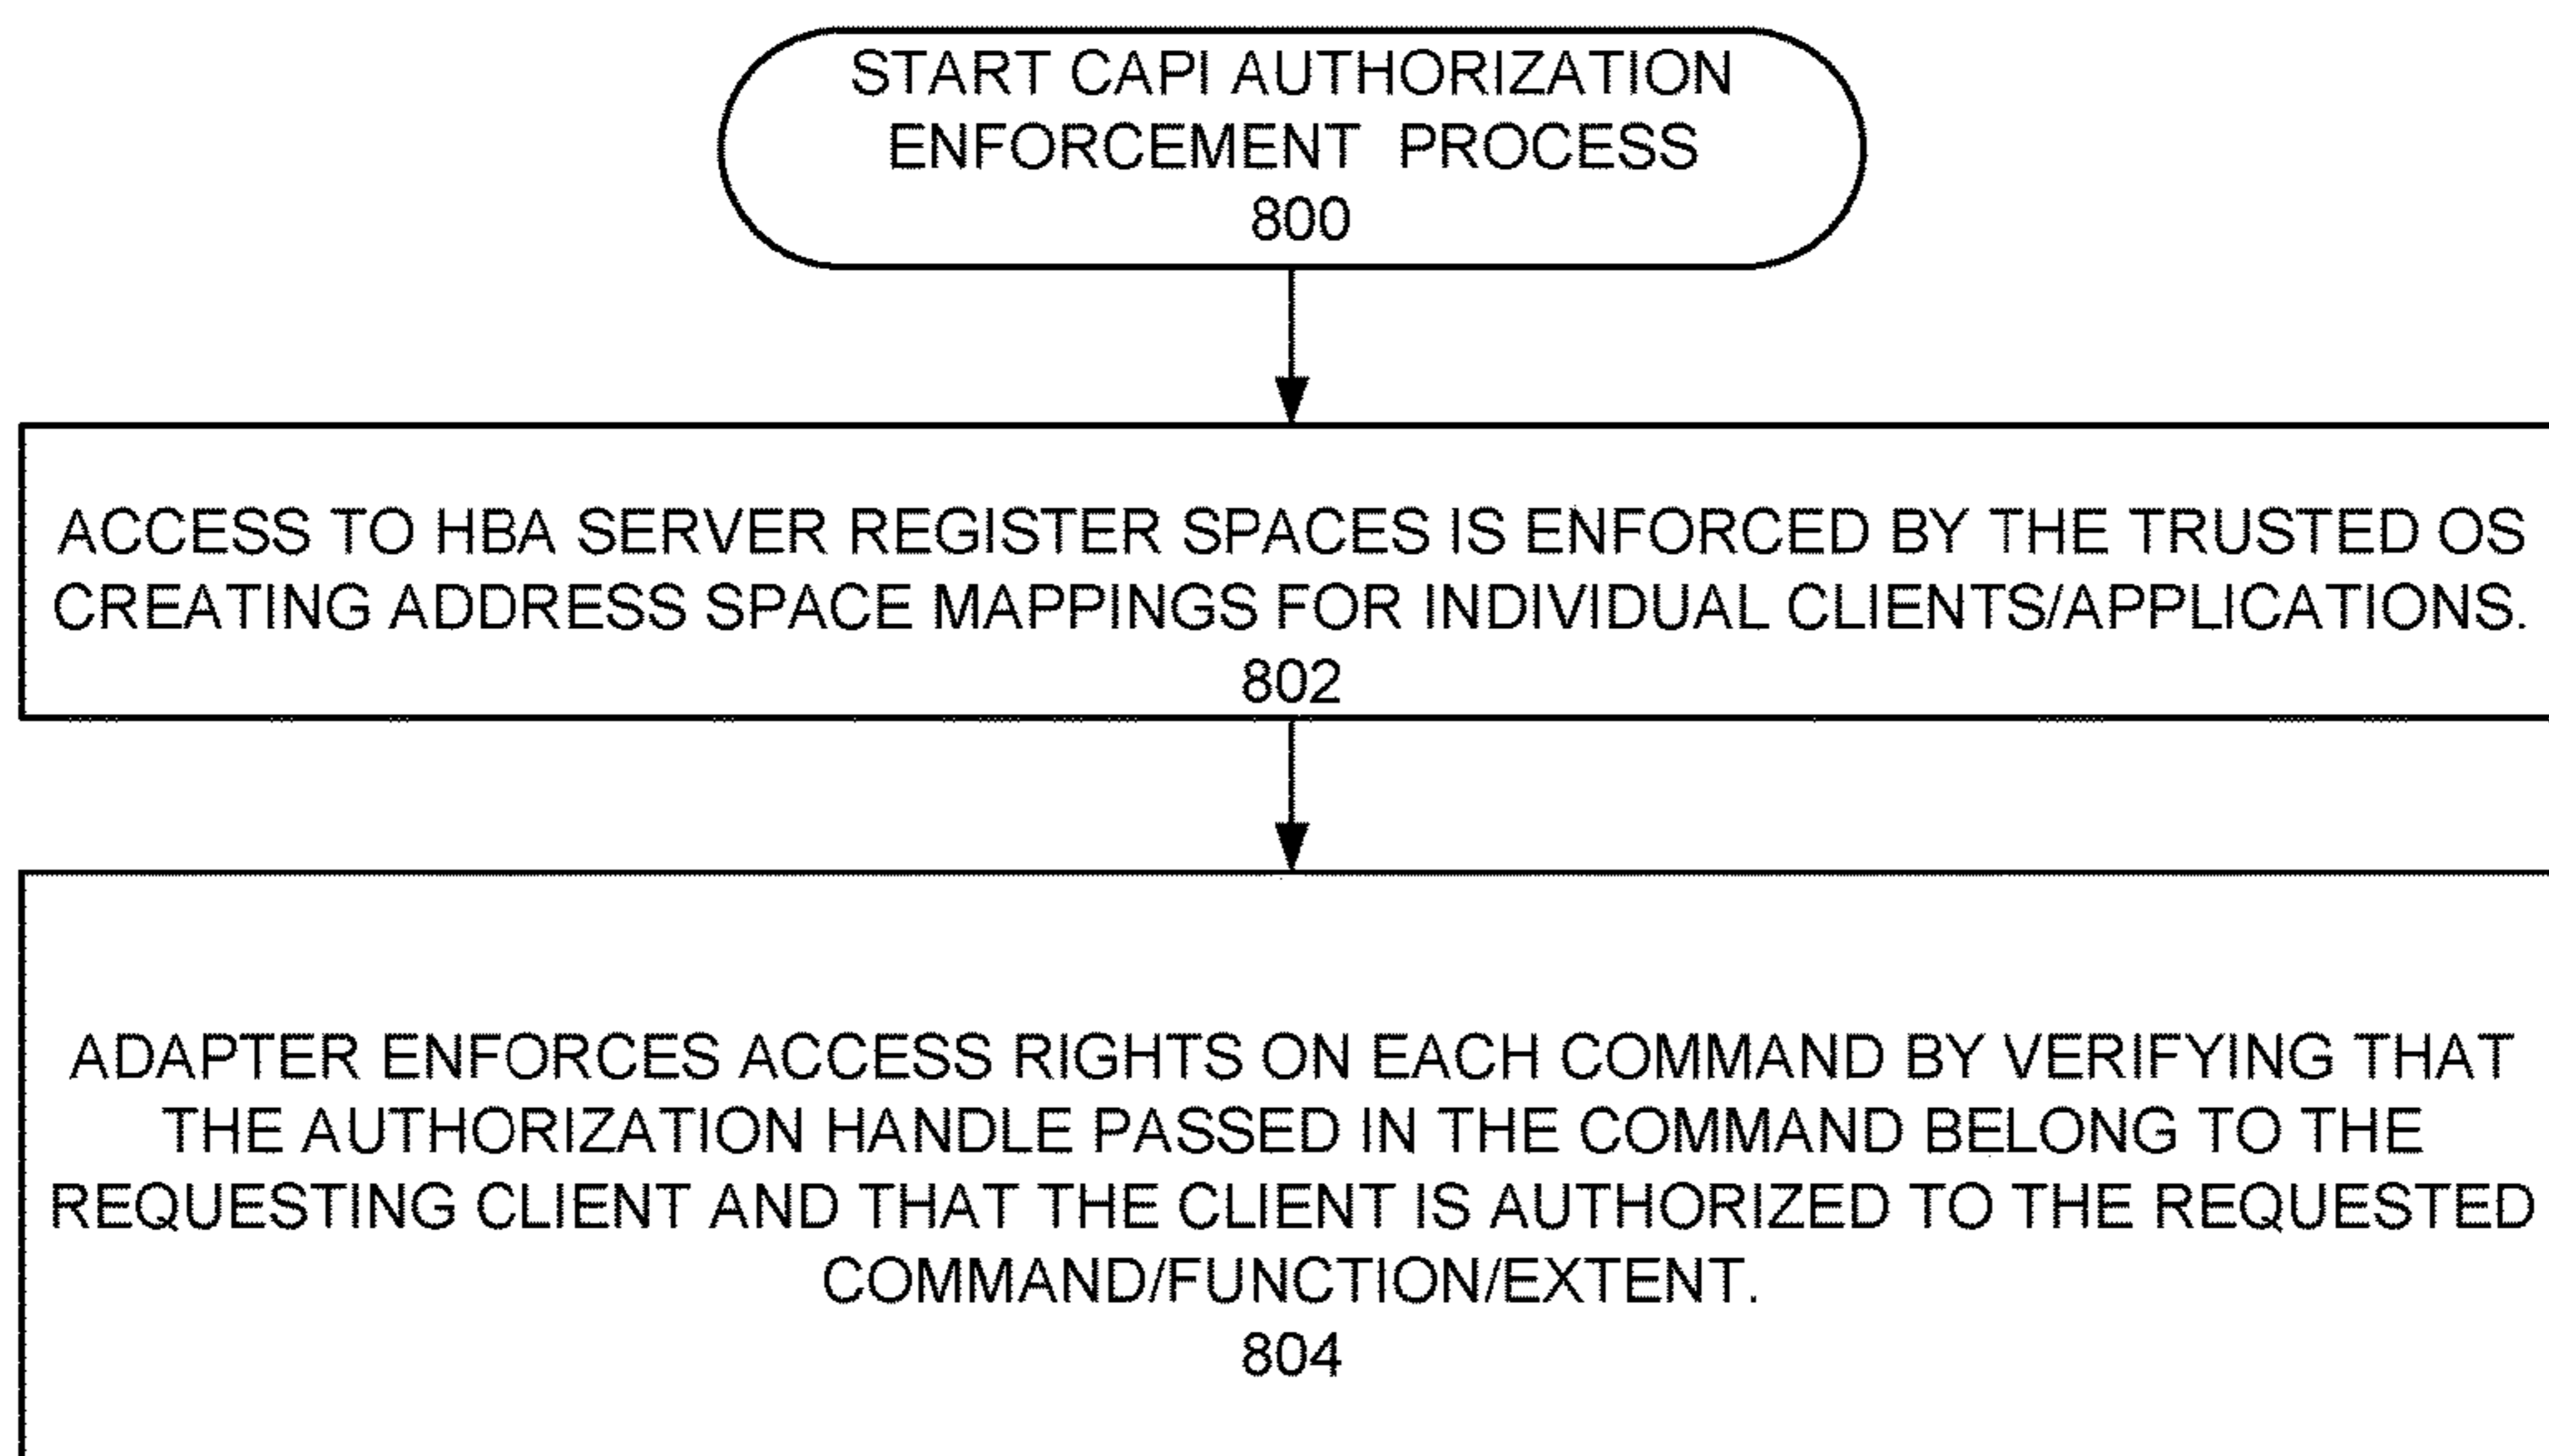 START CAPI AUTHORIZATION
ENFORCEMENT PROCESS
800
ACCESS TO HBA SERVER REGISTER SPACES IS ENFORCED BY THE TRUSTED OS
CREATING ADDRESS SPACE MAPPINGS FOR INDIVIDUAL CLIENTS/APPLICATIONS.
802
ADAPTER ENFORCES ACCESS RIGHTS ON EACH COMMAND BY VERIFYING THAT
THE AUTHORIZATION HANDLE PASSED IN THE COMMAND BELONG TO THE
REQUESTING CLIENT AND THAT THE CLIENT IS AUTHORIZED TO THE REQUESTED
COMMAND/FUNCTION/EXTENT.
804